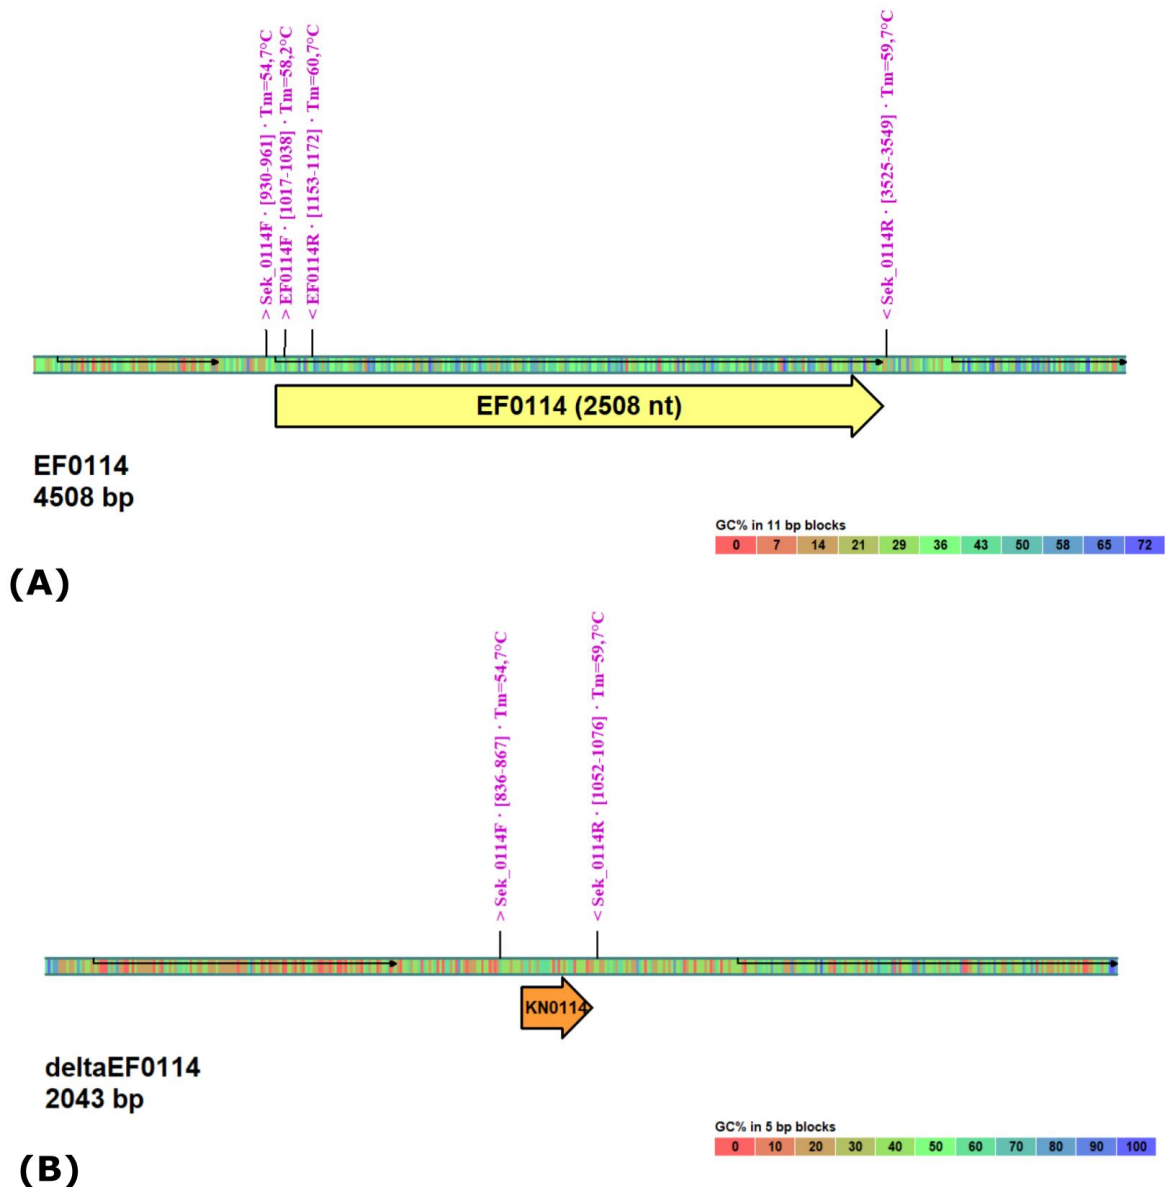 > Sek_0114F · [930-961] · Tm=54,7°C
> EF0114F · [1017-1038] · Tm=58,2°C
< EF0114R · [1153-1172] · Tm=60,7°C
< Sek_0114R · [3525-3549] · Tm=59,7°C
EF0114 (2508 nt)
EF0114
4508 bp
GC% in 11 bp blocks
0 7 14 21 29 36 43 50 58 65 72
(A)
> Sek_0114F · [836-867] · Tm=54,7°C
< Sek_0114R · [1052-1076] · Tm=59,7°C
KN0114
deltaEF0114
2043 bp
GC% in 5 bp blocks
0 10 20 30 40 50 60 70 80 90 100
(B)